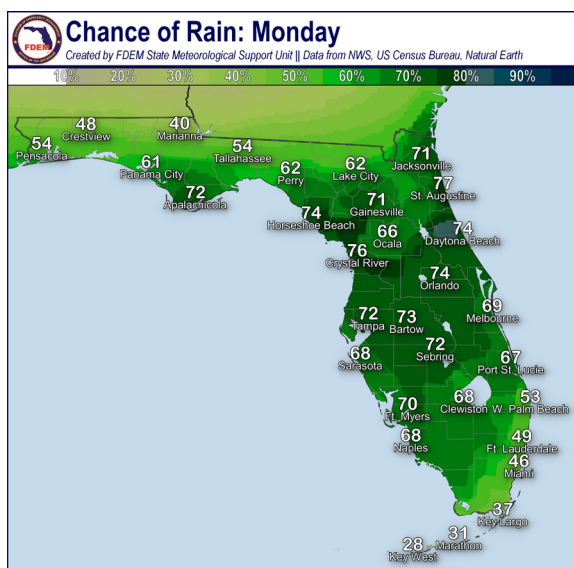 FDEM
Chance of Rain: Monday
Created by FDEM State Meteorological Support Unit || Data from NWS, US Census Bureau, Natural Earth
10% 20% 30% 40% 50% 60% 70% 80% 90%
48
Crestview
40
Marianna
54
Pensacola
54
Tallahassee
61
Panama City
62
Perry
62
Lake City
71
Jacksonville
72
Apalachicola
77
St. Augustine
71
Gainesville
74
Horseshoe Beach
66
Ocala
74
Daytona Beach
76
Crystal River
74
Orlando
69
Melbourne
72
Tampa
73
Bartow
72
Sebring
68
Sarasota
67
Port St. Lucie
70
Ft. Myers
68
Clewiston
53
W. Palm Beach
68
Naples
49
Ft. Lauderdale
46
Miami
37
Key Largo
31
Marathon
28
Key West